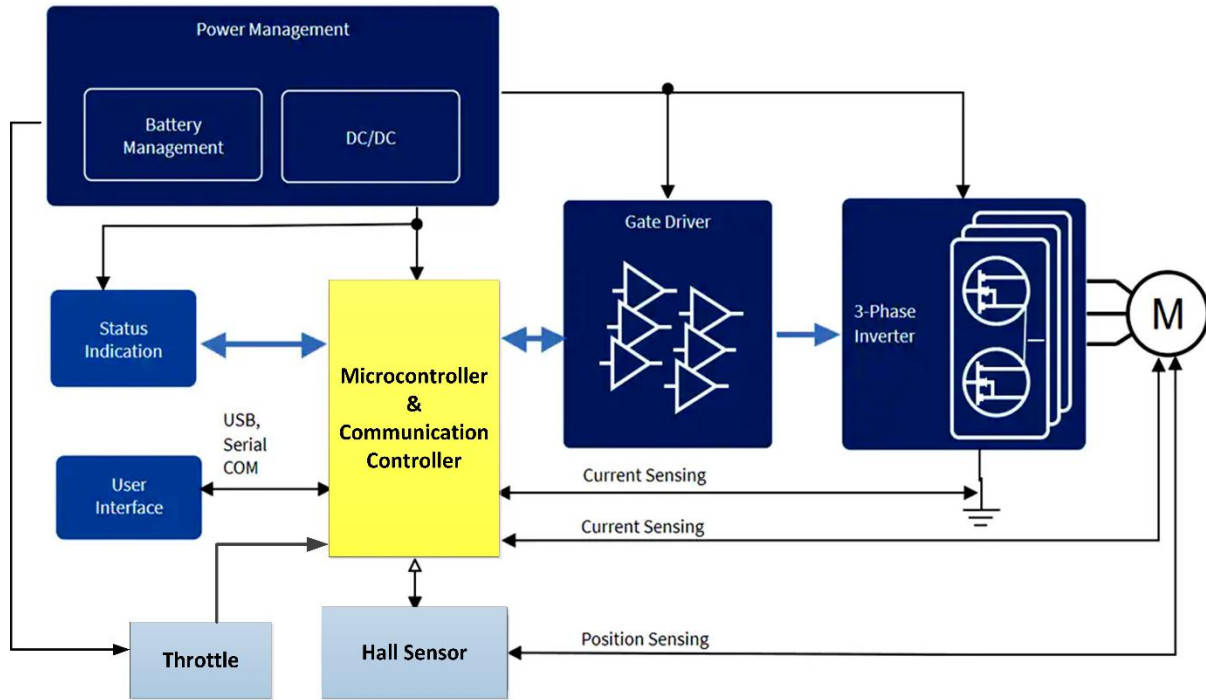 Power Management
Battery
Management
DC/DC
Gate Driver
3-Phase
Inverter
M
Status
Indication
Microcontroller
&
Communication
Controller
USB,
Serial
COM
User
Interface
Current Sensing
Current Sensing
Throttle
Hall Sensor
Position Sensing